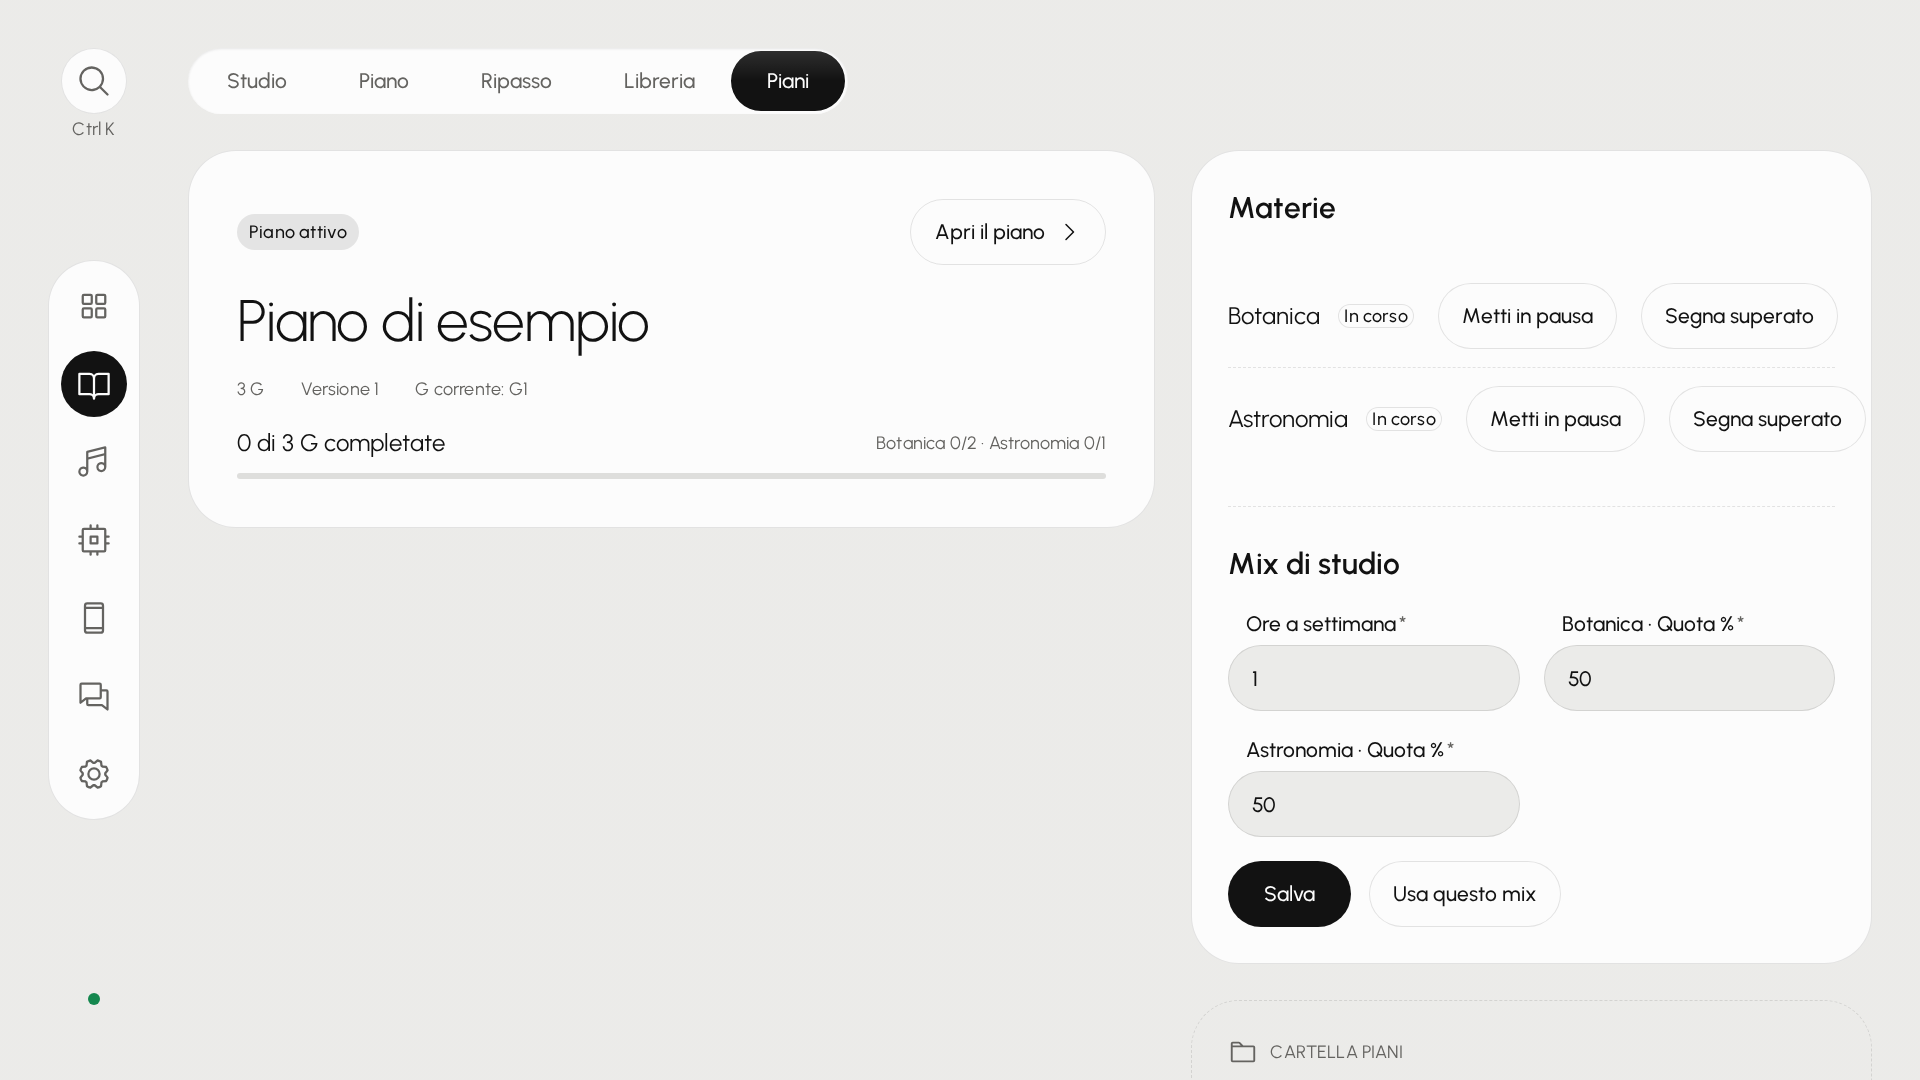 Ctrl K
Studio
Piano
Ripasso
Libreria
Piani
Piano attivo
Apri il piano
Piano di esempio
3 G
Versione 1
G corrente: G1
0 di 3 G completate
Botanica 0/2 · Astronomia 0/1
Materie
Botanica
In corso
Metti in pausa
Segna superato
Astronomia
In corso
Metti in pausa
Segna superato
Mix di studio
Ore a settimana *
1
Botanica · Quota % *
50
Astronomia · Quota % *
50
Salva
Usa questo mix
CARTELLA PIANI